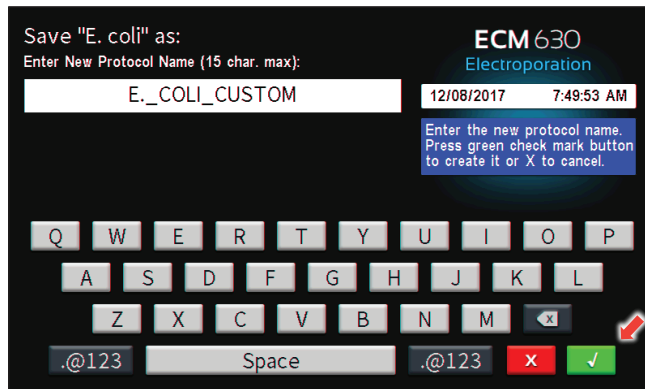 Save "E. coli" as:
Enter New Protocol Name (15 char. max):
E._COLI_CUSTOM
ECM 630
Electroporation
12/08/2017 7:49:53 AM
Enter the new protocol name.
Press green check mark button
to create it or X to cancel.
Q W E R T Y U I O P
A S D F G H J K L
Z X C V B N M X
.@123 Space .@123 X √